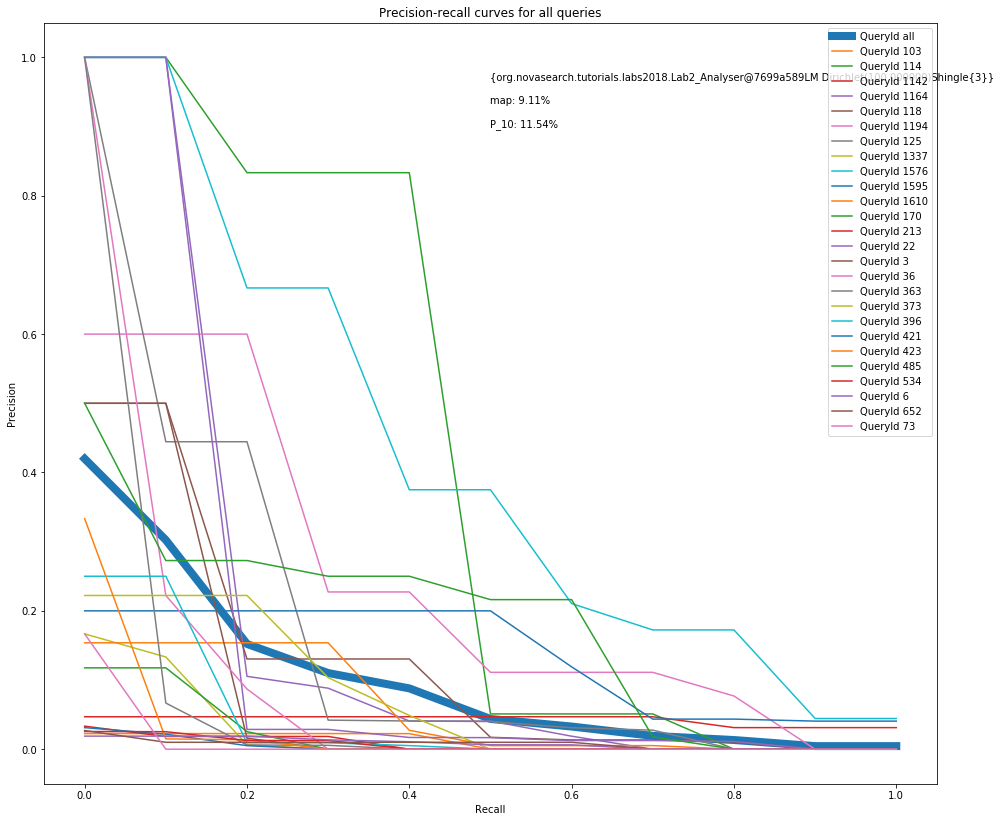 Precision-recall curves for all queries
1.0
0.8
0.6
0.4
0.2
0.0
Precision
0.0
0.2
0.4
0.6
0.8
1.0
Recall
{org.novasearch.tutorials.labs2018.Lab2_Analyser@7699a589LM Shingle{3}}
map: 9.11%
P_10: 11.54%
QueryId all
QueryId 103
QueryId 114
QueryId 1142
QueryId 1164
QueryId 118
QueryId 1194
QueryId 125
QueryId 1337
QueryId 1576
QueryId 1595
QueryId 1610
QueryId 170
QueryId 213
QueryId 22
QueryId 3
QueryId 36
QueryId 363
QueryId 373
QueryId 396
QueryId 421
QueryId 423
QueryId 485
QueryId 534
QueryId 6
QueryId 652
QueryId 73